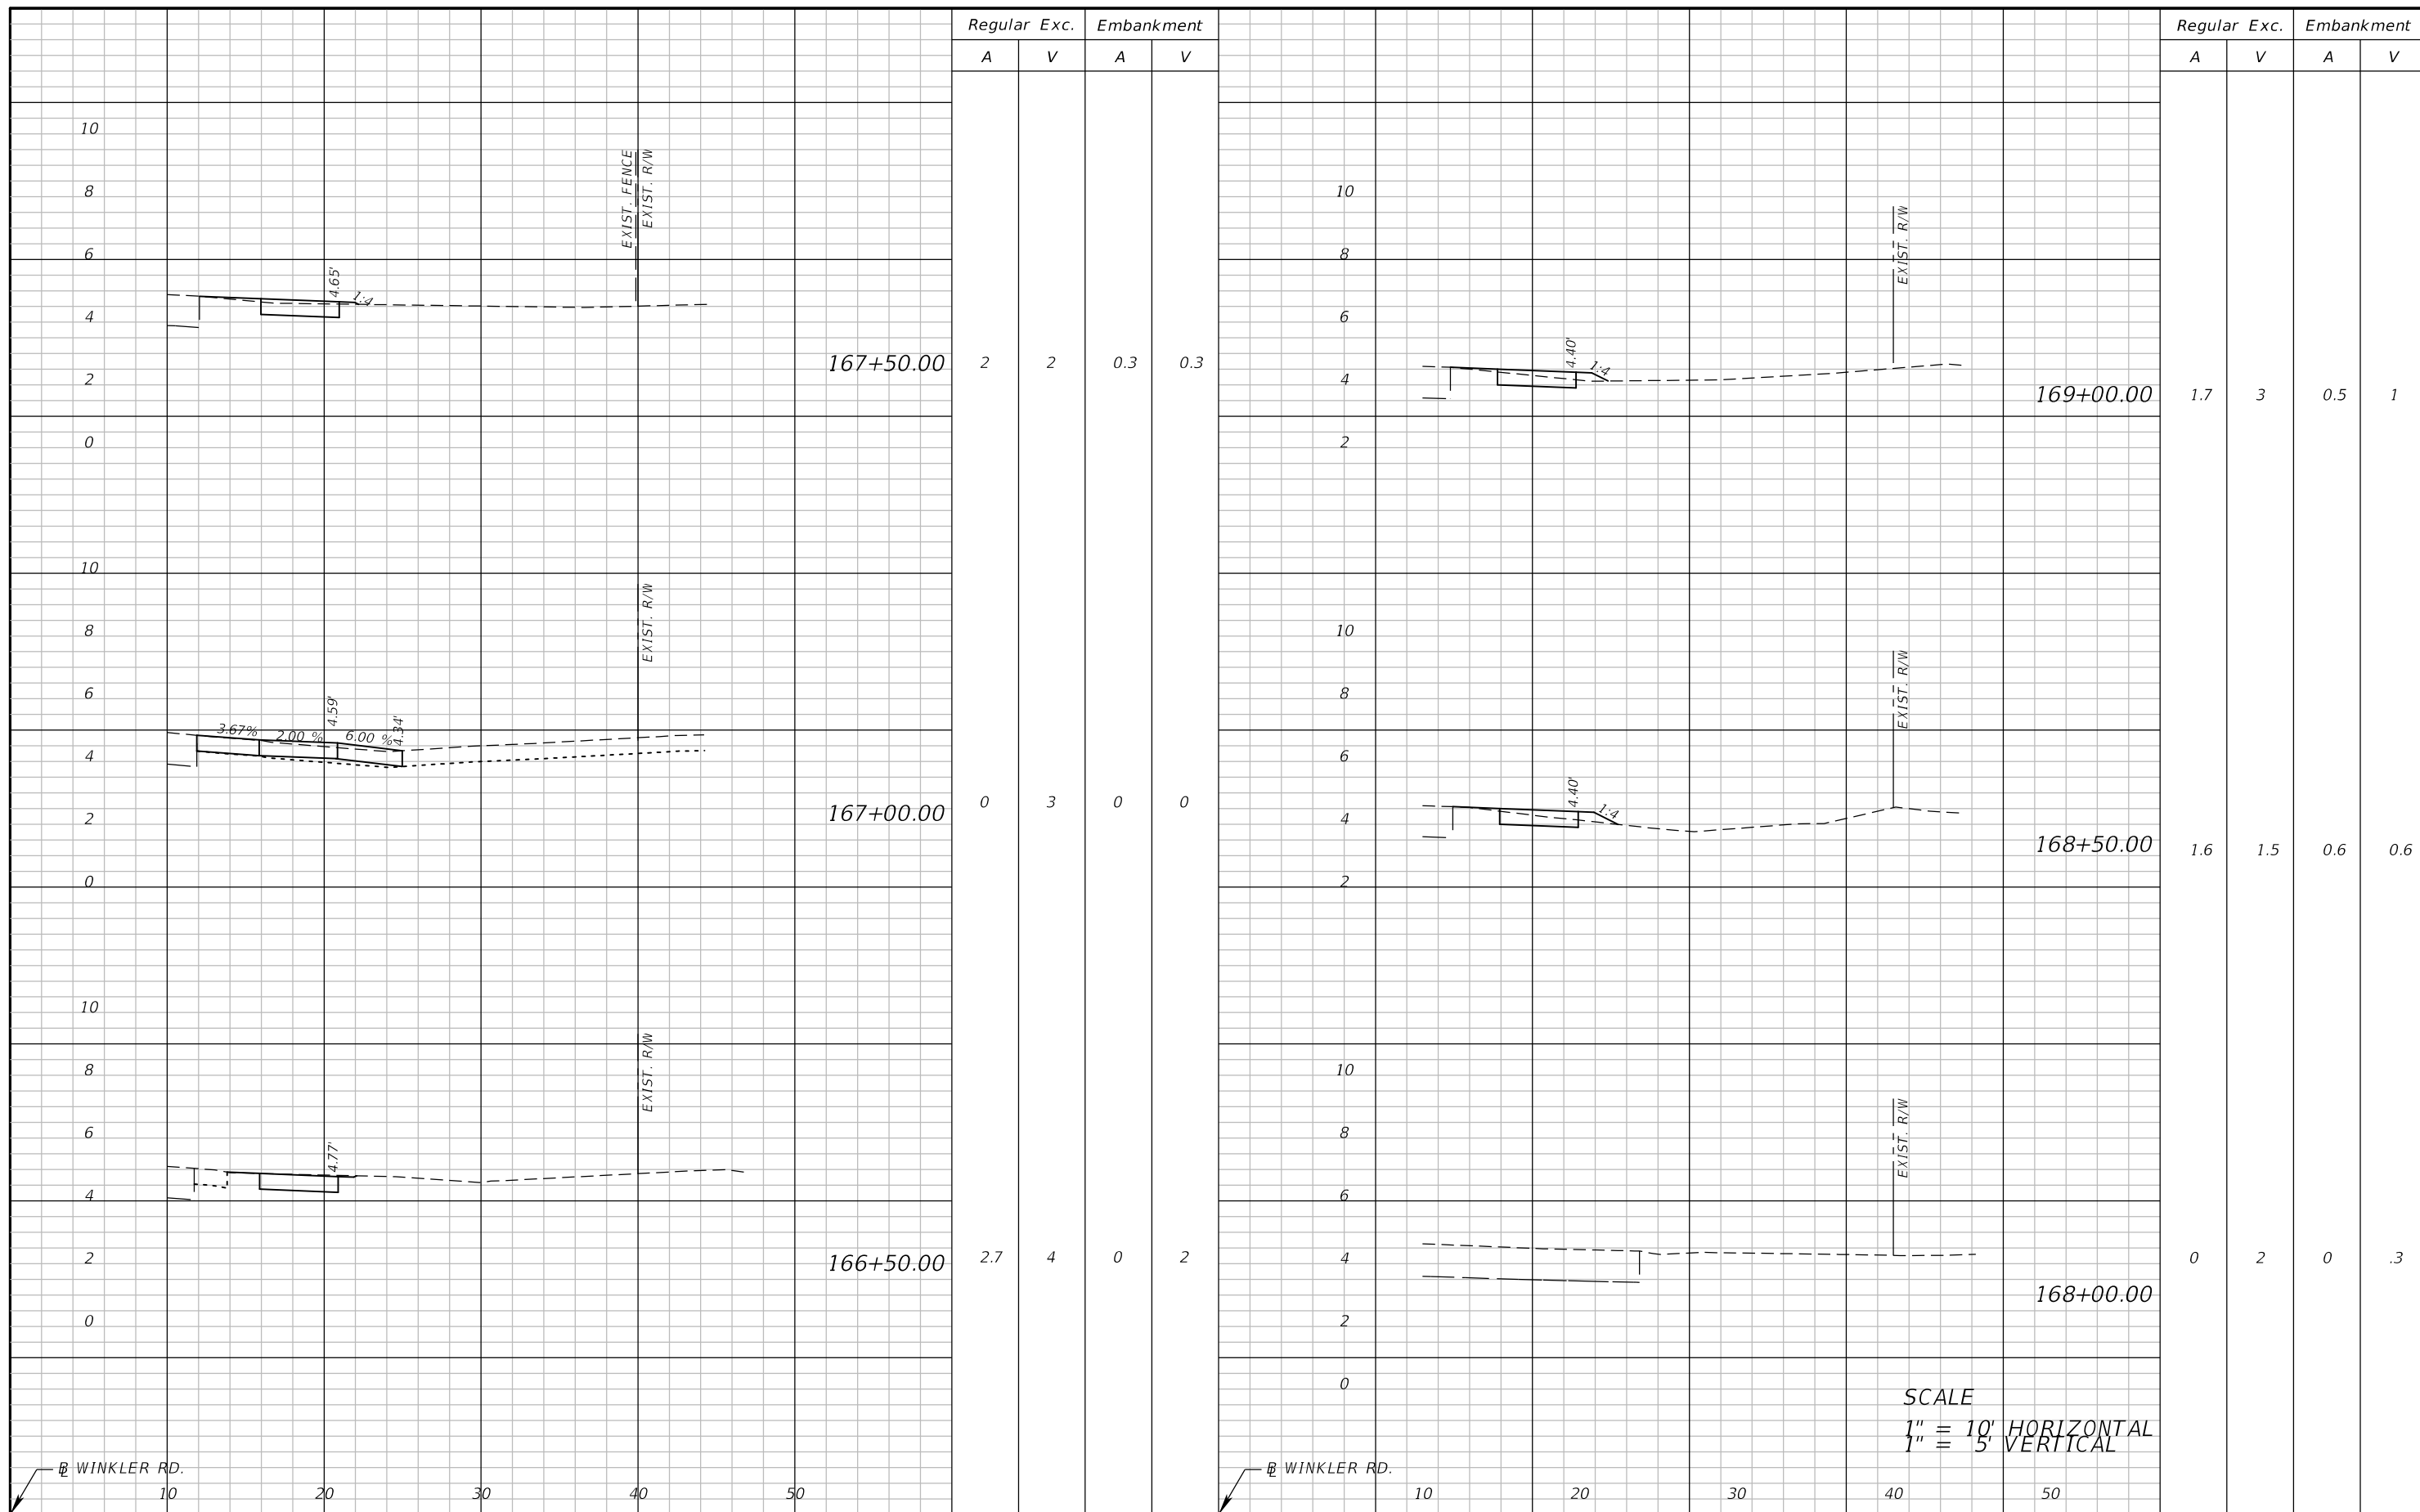 Regular Exc. Embankment
A V A V
10
8
6
4
2
0
EXIST. FENCE
EXIST. R/W
4.65'
1:4
167+50.00 2 2 0.3 0.3
10
8
6
4
2
0
EXIST. R/W
3.67%
2.00 %
4.59'
6.00 %
4.34'
167+00.00 0 3 0 0
10
8
6
4
2
0
EXIST. R/W
4.77'
166+50.00 2.7 4 0 2
BL WINKLER RD.
10 20 30 40 50
Regular Exc. Embankment
A V A V
10
8
6
4
2
EXIST. R/W
4.40'
1:4
169+00.00 1.7 3 0.5 1
10
8
6
4
2
EXIST. R/W
4.40'
1:4
168+50.00 1.6 1.5 0.6 0.6
10
8
6
4
2
0
EXIST. R/W
168+00.00 0 2 0 .3
SCALE
1" = 10' HORIZONTAL
1" = 5' VERTICAL
BL WINKLER RD.
10 20 30 40 50